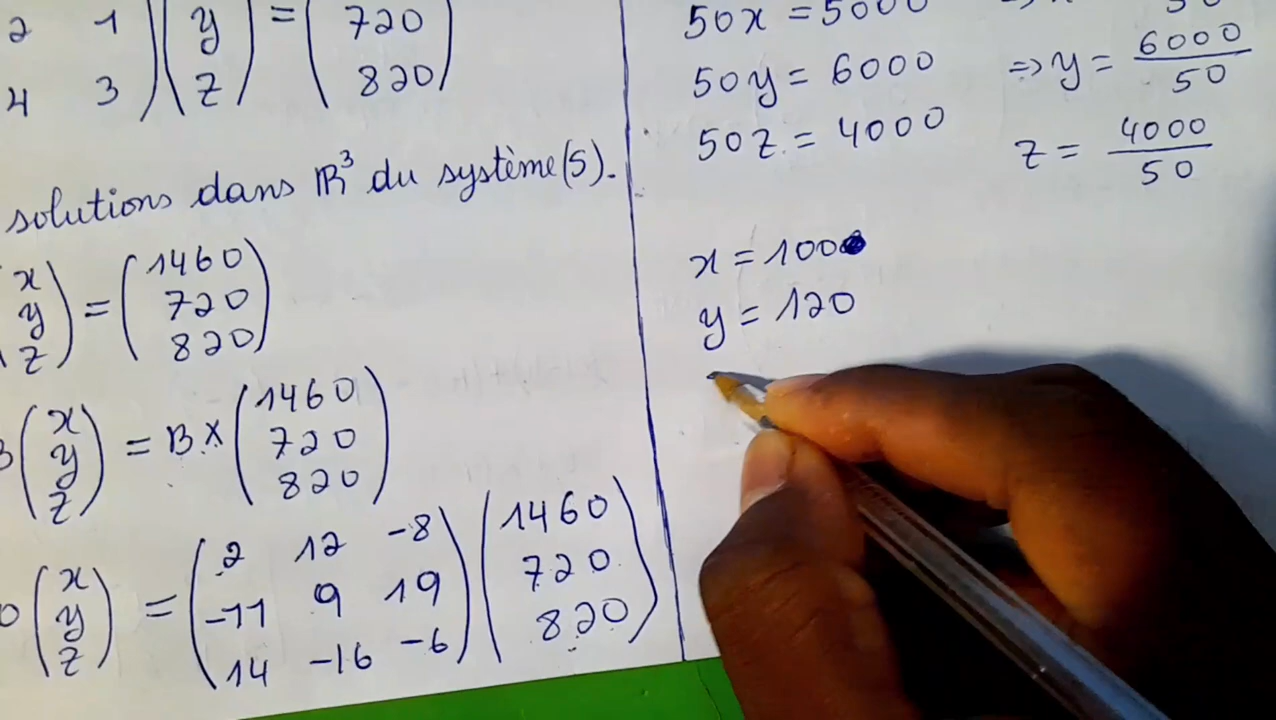 2 1 ) ( y ) = ( 720 )
4 3 z 820
solutions dans ℝ³ du système (S).
x 1460
y ) = ( 720 )
z 820
( x y z ) = B × ( 1460 720 820 )
( x y z ) = ( 2 12 -8 ) ( 1460 )
-11 9 19 720
14 -16 -6 820
50x = 5000
50y = 6000 ⇒ y = 6000/50
50z = 4000 z = 4000/50
x = 100
y = 120